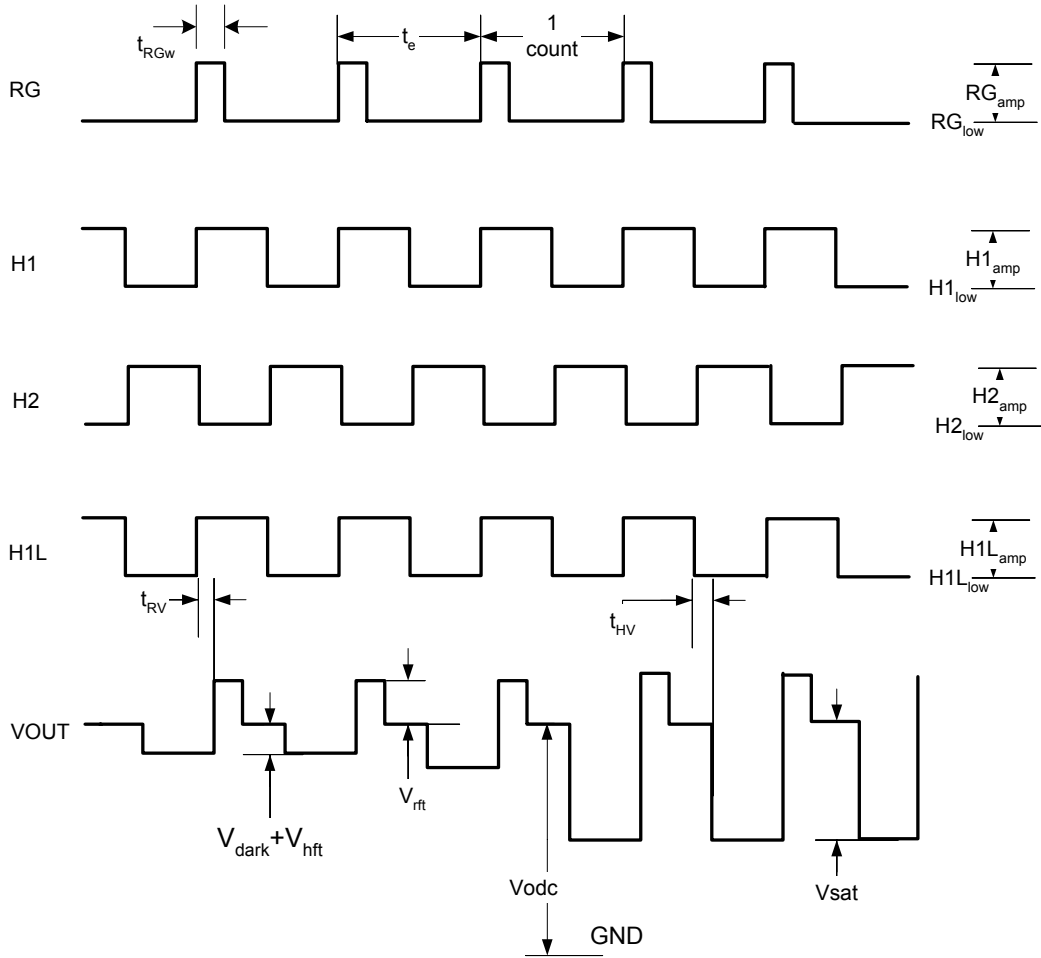 t_RGw
t_e
1
count
RG
RG_amp
RG_low
H1
H1_amp
H1_low
H2
H2_amp
H2_low
H1L
H1L_amp
H1L_low
t_RV
t_HV
VOUT
V_rft
V_dark+V_hft
Vodc
Vsat
GND